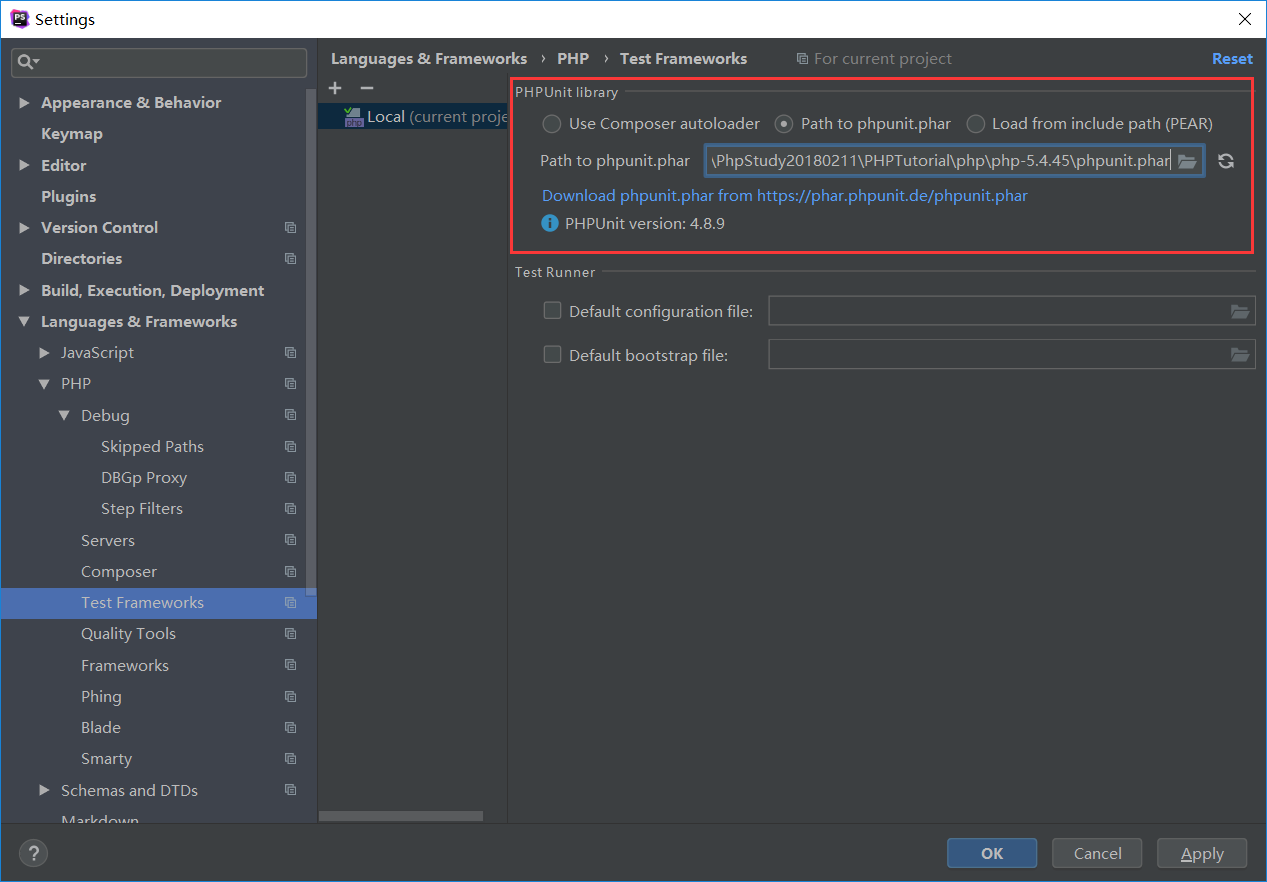 PS Settings
Appearance & Behavior
Keymap
Editor
Plugins
Version Control
Directories
Build, Execution, Deployment
Languages & Frameworks
JavaScript
PHP
Debug
Skipped Paths
DBGp Proxy
Step Filters
Servers
Composer
Test Frameworks
Quality Tools
Frameworks
Phing
Blade
Smarty
Schemas and DTDs
Markdown
Languages & Frameworks › PHP › Test Frameworks For current project Reset
php Local (current proje
PHPUnit library
Use Composer autoloader Path to phpunit.phar Load from include path (PEAR)
Path to phpunit.phar \PhpStudy20180211\PHPTutorial\php\php-5.4.45\phpunit.phar
Download phpunit.phar from https://phar.phpunit.de/phpunit.phar
PHPUnit version: 4.8.9
Test Runner
Default configuration file:
Default bootstrap file:
? OK Cancel Apply